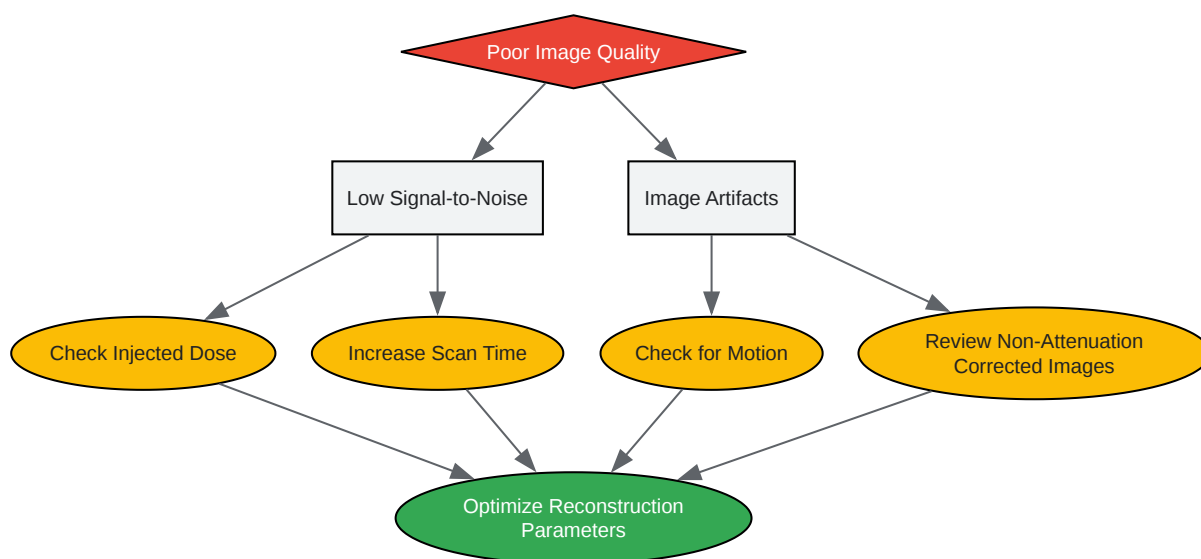 Poor Image Quality
Low Signal-to-Noise
Image Artifacts
Check Injected Dose
Increase Scan Time
Check for Motion
Review Non-Attenuation
Corrected Images
Optimize Reconstruction
Parameters